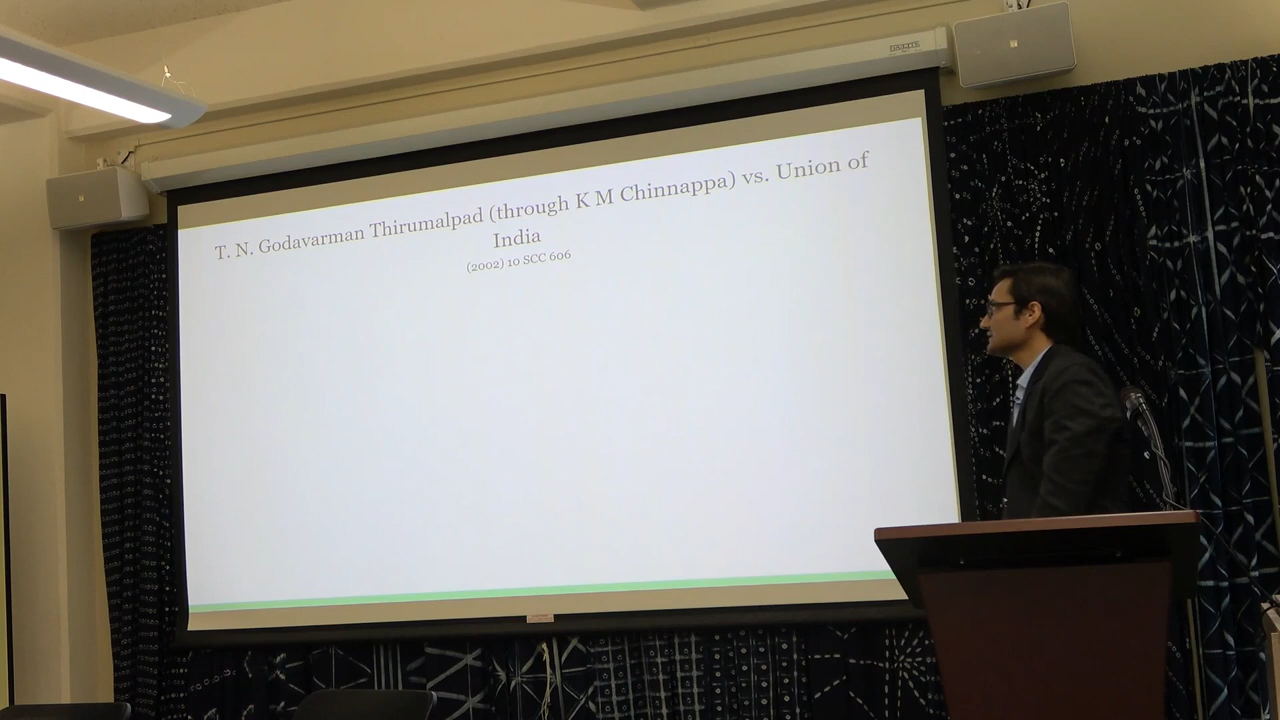 T. N. Godavarman Thirumalpad (through K M Chinnappa) vs. Union of
India
(2002) 10 SCC 606